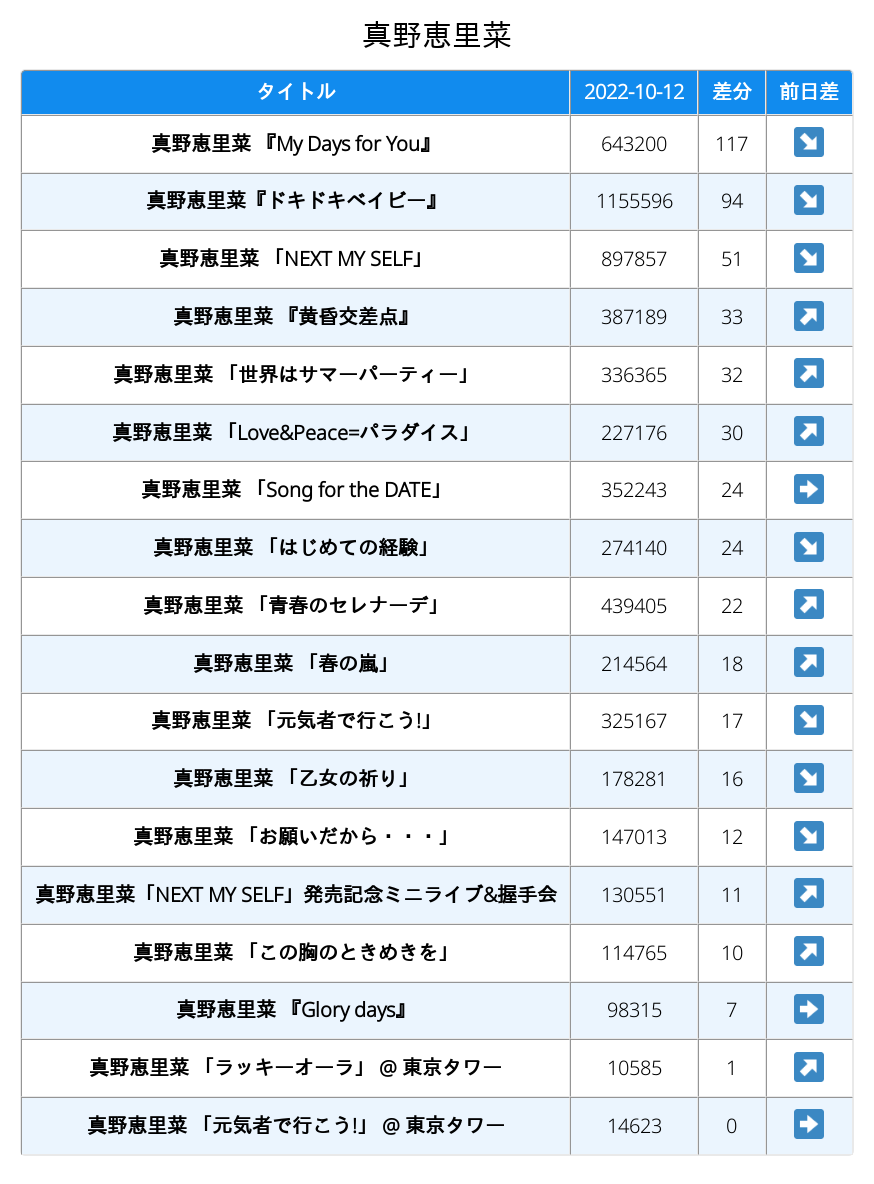 真野恵里菜
タイトル 2022-10-12 差分 前日差
真野恵里菜 『My Days for You』 643200 117 ↘
真野恵里菜『ドキドキベイビー』 1155596 94 ↘
真野恵里菜 「NEXT MY SELF」 897857 51 ↘
真野恵里菜 『黄昏交差点』 387189 33 ↗
真野恵里菜 「世界はサマーパーティー」 336365 32 ↗
真野恵里菜 「Love&Peace=パラダイス」 227176 30 ↗
真野恵里菜 「Song for the DATE」 352243 24 ➡
真野恵里菜 「はじめての経験」 274140 24 ↘
真野恵里菜 「青春のセレナーデ」 439405 22 ↗
真野恵里菜 「春の嵐」 214564 18 ↗
真野恵里菜 「元気者で行こう!」 325167 17 ↘
真野恵里菜 「乙女の祈り」 178281 16 ↘
真野恵里菜 「お願いだから・・・」 147013 12 ↘
真野恵里菜「NEXT MY SELF」発売記念ミニライブ&握手会 130551 11 ↗
真野恵里菜 「この胸のときめきを」 114765 10 ↗
真野恵里菜 『Glory days』 98315 7 ➡
真野恵里菜 「ラッキーオーラ」 @ 東京タワー 10585 1 ↗
真野恵里菜 「元気者で行こう!」 @ 東京タワー 14623 0 ➡